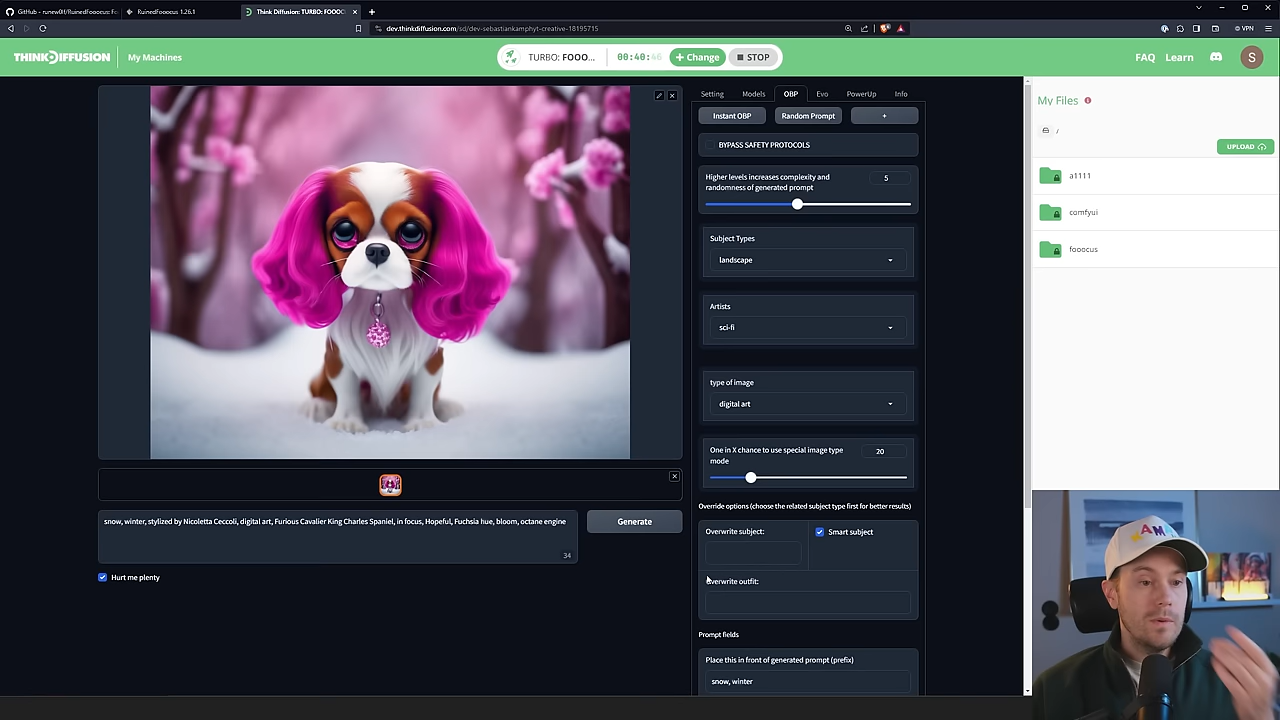 GitHub - runew0lf/RuinedFooocus: Fo
RuinedFooocus 1.26.1
Think Diffusion: TURBO: FOOO
dev.thinkdiffusion.com/sd/dev-sebastiankamphyt-creative-18195715
VPN
THINKDIFFUSION
My Machines
TURBO: FOOO...
00:40:46
+ Change
STOP
FAQ
Learn
S
Setting
Models
OBP
Evo
PowerUp
Info
Instant OBP
Random Prompt
+
BYPASS SAFETY PROTOCOLS
Higher levels increases complexity and
randomness of generated prompt
5
Subject Types
landscape
Artists
sci-fi
type of image
digital art
One in X chance to use special image type
mode
20
Override options (choose the related subject type first for better results)
Overwrite subject:
Smart subject
Overwrite outfit:
Prompt fields
Place this in front of generated prompt (prefix)
snow, winter
snow, winter, stylized by Nicoletta Ceccoli, digital art, Furious Cavalier King Charles Spaniel, in focus, Hopeful, Fuchsia hue, bloom, octane engine
34
Generate
Hurt me plenty
My Files
/
UPLOAD
a1111
comfyui
fooocus